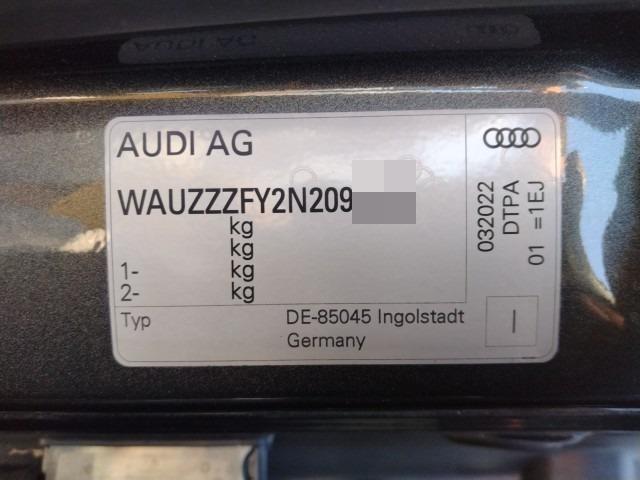 AUDI AG
WAUZZZFY2N209
kg
kg
1- kg
2- kg
Typ DE-85045 Ingolstadt
Germany
032022
DTPA
01 =1EJ